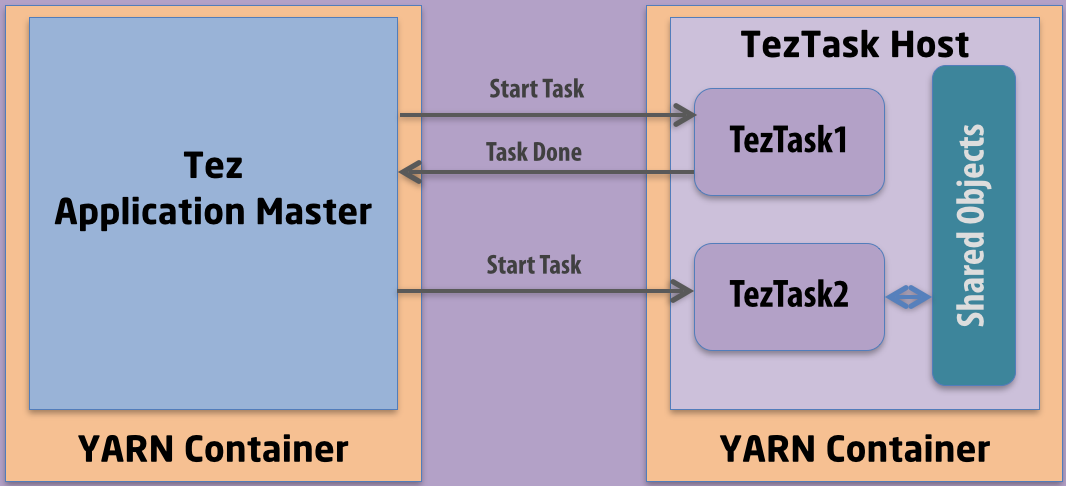 Tez
Application Master
YARN Container
Start Task
Task Done
Start Task
TezTask Host
TezTask1
TezTask2
Shared Objects
YARN Container